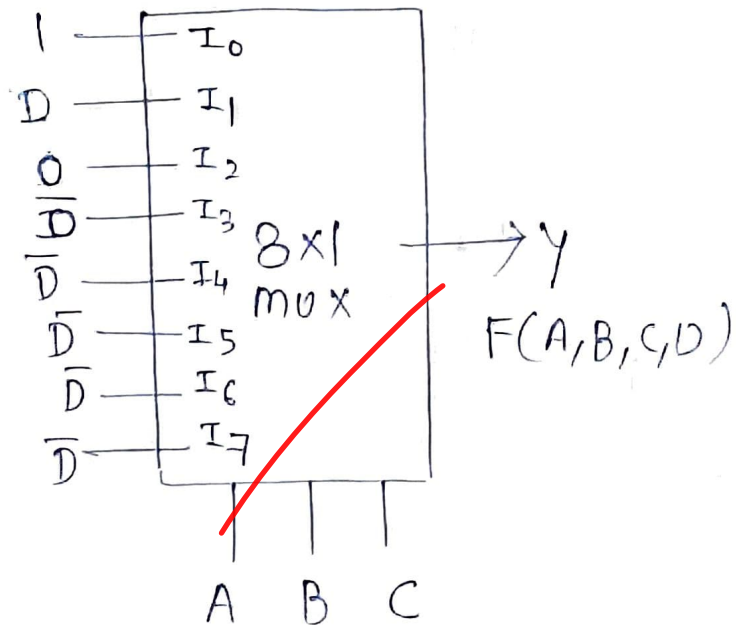 1 I0
D I1
0 I2
D̅ I3
D̅ I4
D̅ I5
D̅ I6
D̅ I7
8x1
mux
Y
F(A,B,C,D)
A B C